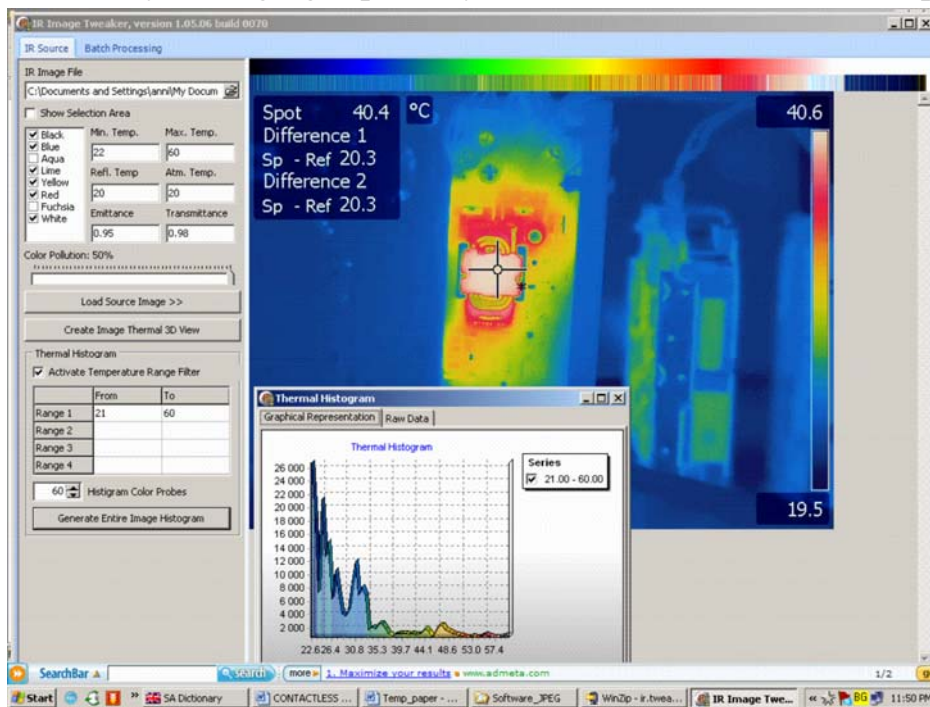 IR Image Tweaker, version 1.05.06 build 0070
IR Source Batch Processing
IR Image File
C:\Documents and Settings\anni\My Docum
Show Selection Area
Black
Blue
Aqua
Lime
Yellow
Red
Fuchsia
White
Min. Temp. Max. Temp.
22 60
Refl. Temp Atm. Temp.
20 20
Emittance Transmittance
0.95 0.98
Color Pollution: 50%
Load Source Image >>
Create Image Thermal 3D View
Thermal Histogram
Activate Temperature Range Filter
From To
Range 1 21 60
Range 2
Range 3
Range 4
60 Histigram Color Probes
Generate Entire Image Histogram
Spot 40.4 °C
Difference 1
Sp - Ref 20.3
Difference 2
Sp - Ref 20.3
40.6
19.5
Thermal Histogram
Graphical Representation Raw Data
Thermal Histogram
26 000
24 000
22 000
20 000
18 000
16 000
14 000
12 000
10 000
8 000
6 000
4 000
2 000
22.6 26.4 30.8 35.3 39.7 44.1 48.6 53.0 57.4
Series
21.00 - 60.00
SearchBar search more 1. Maximize your results www.admeta.com 1/2
Start SA Dictionary CONTACTLESS ... Temp_paper - ... Software_JPEG WinZip - ir.twea... IR Image Twe... BG 11:50 PM